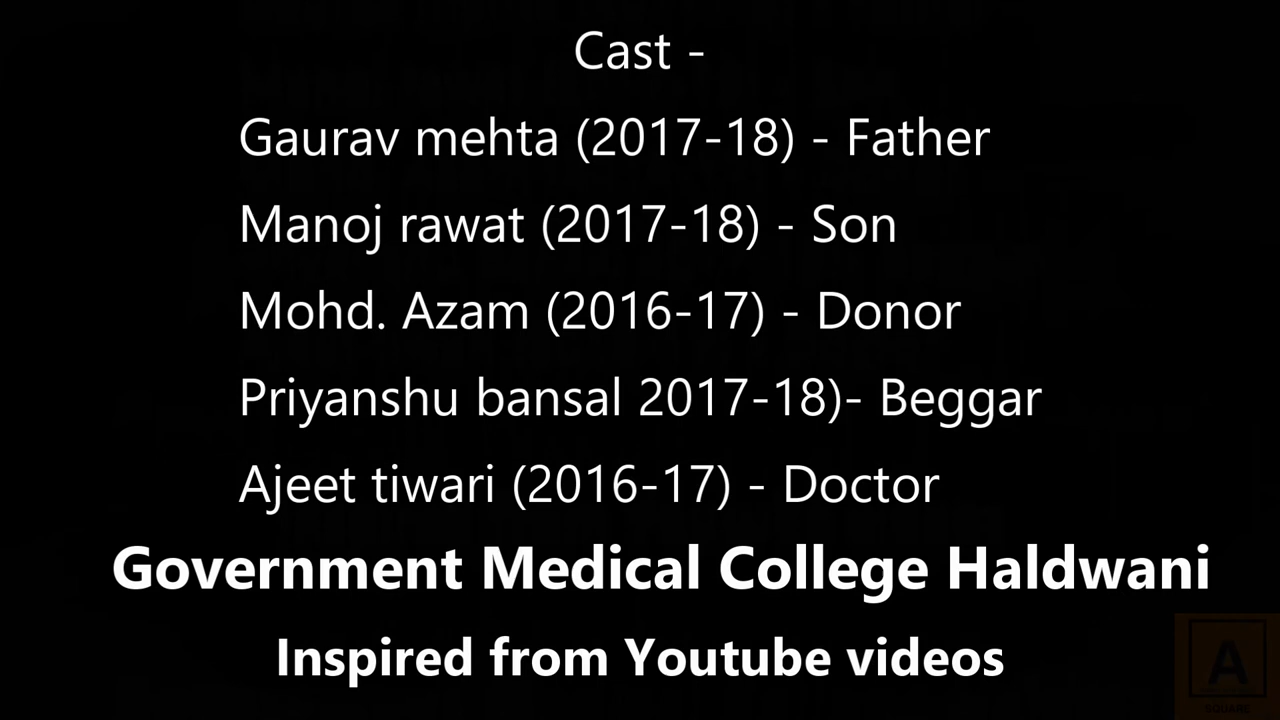 Cast -
Gaurav mehta (2017-18) - Father
Manoj rawat (2017-18) - Son
Mohd. Azam (2016-17) - Donor
Priyanshu bansal 2017-18)- Beggar
Ajeet tiwari (2016-17) - Doctor
Government Medical College Haldwani
Inspired from Youtube videos
A
SQUARE